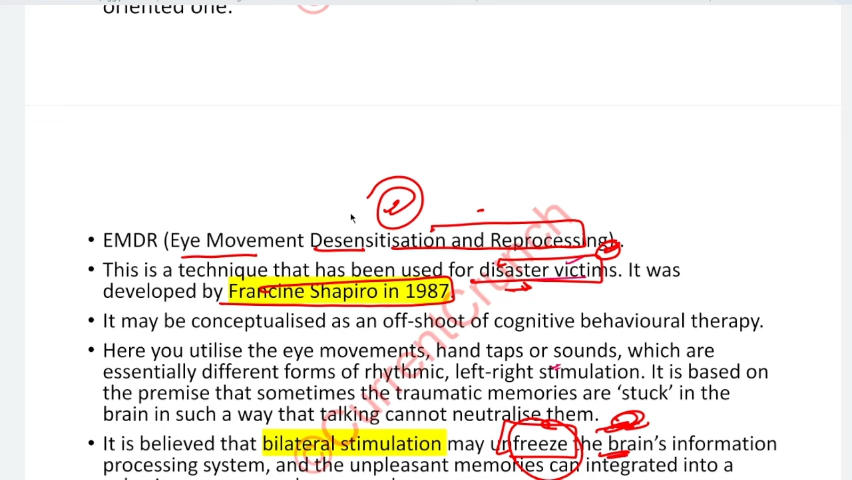 oriented one.
• EMDR (Eye Movement Desensitisation and Reprocessing).
• This is a technique that has been used for disaster victims. It was
developed by Francine Shapiro in 1987.
• It may be conceptualised as an off-shoot of cognitive behavioural therapy.
• Here you utilise the eye movements, hand taps or sounds, which are
essentially different forms of rhythmic, left-right stimulation. It is based on
the premise that sometimes the traumatic memories are ‘stuck’ in the
brain in such a way that talking cannot neutralise them.
• It is believed that bilateral stimulation may unfreeze the brain’s information
processing system, and the unpleasant memories can integrated into a
©CurrentCrunch